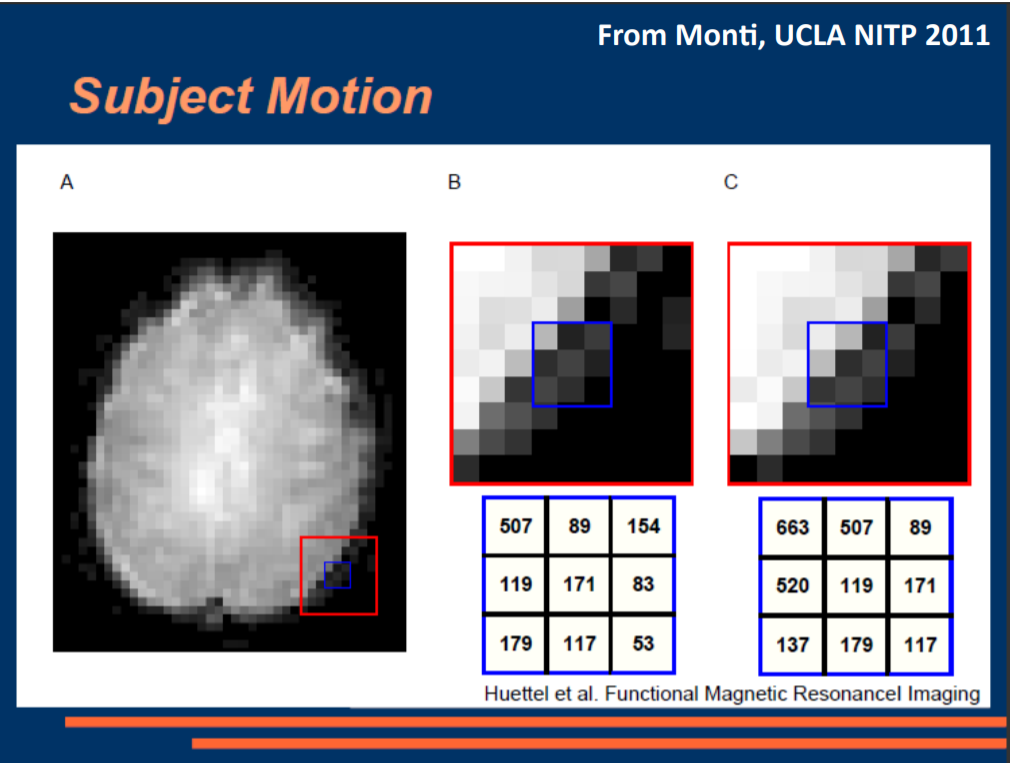 From Monti, UCLA NITP 2011
Subject Motion
A
B
C
507 89 154
119 171 83
179 117 53
663 507 89
520 119 171
137 179 117
Huettel et al. Functional Magnetic Resonancel Imaging